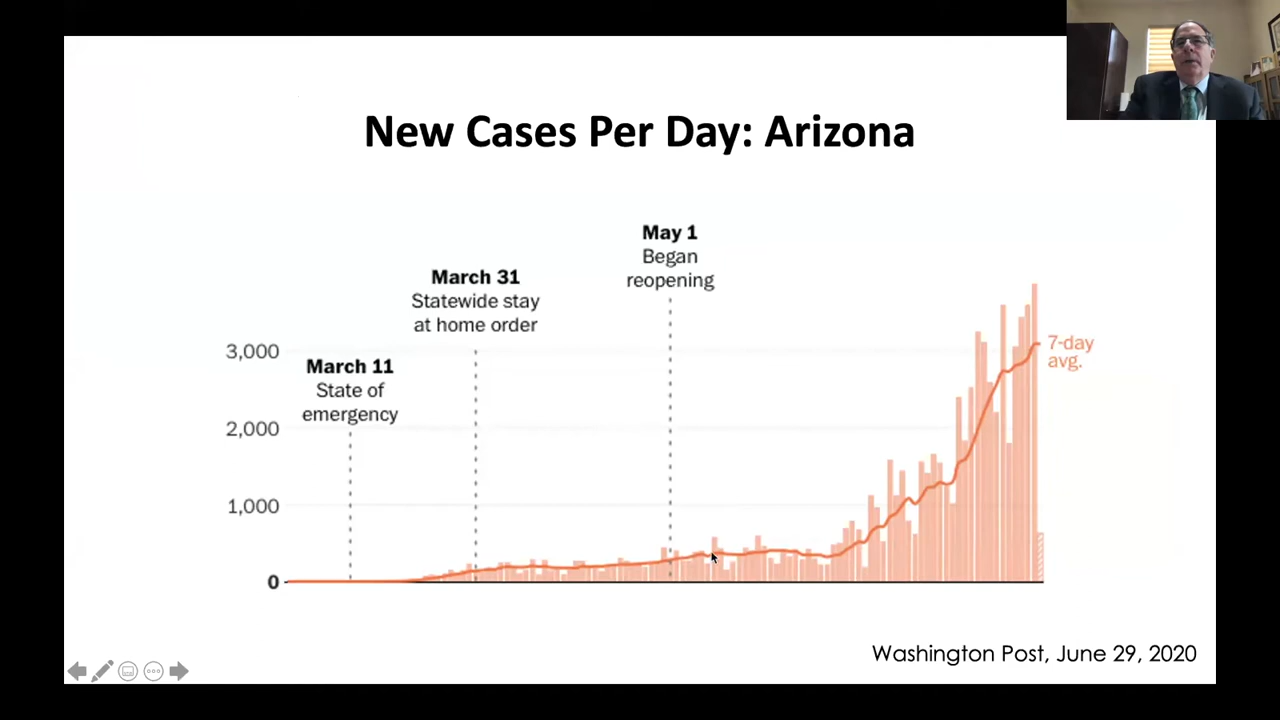 New Cases Per Day: Arizona
May 1
Began
reopening
March 31
Statewide stay
at home order
March 11
State of
emergency
3,000
2,000
1,000
0
7-day
avg.
Washington Post, June 29, 2020